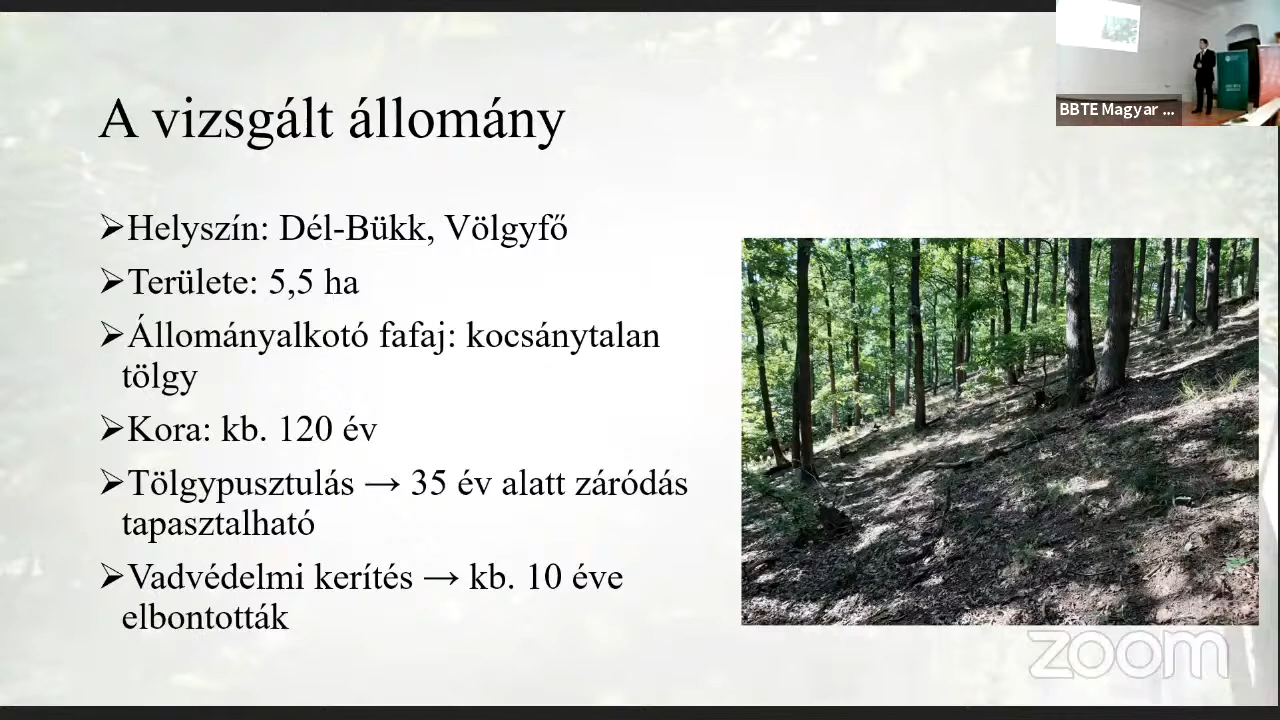 A vizsgált állomány
➢Helyszín: Dél-Bükk, Völgyfő
➢Területe: 5,5 ha
➢Állományalkotó fafaj: kocsánytalan
tölgy
➢Kora: kb. 120 év
➢Tölgypusztulás → 35 év alatt záródás
tapasztalható
➢Vadvédelmi kerítés → kb. 10 éve
elbontották
BBTE Magyar ...
zoom